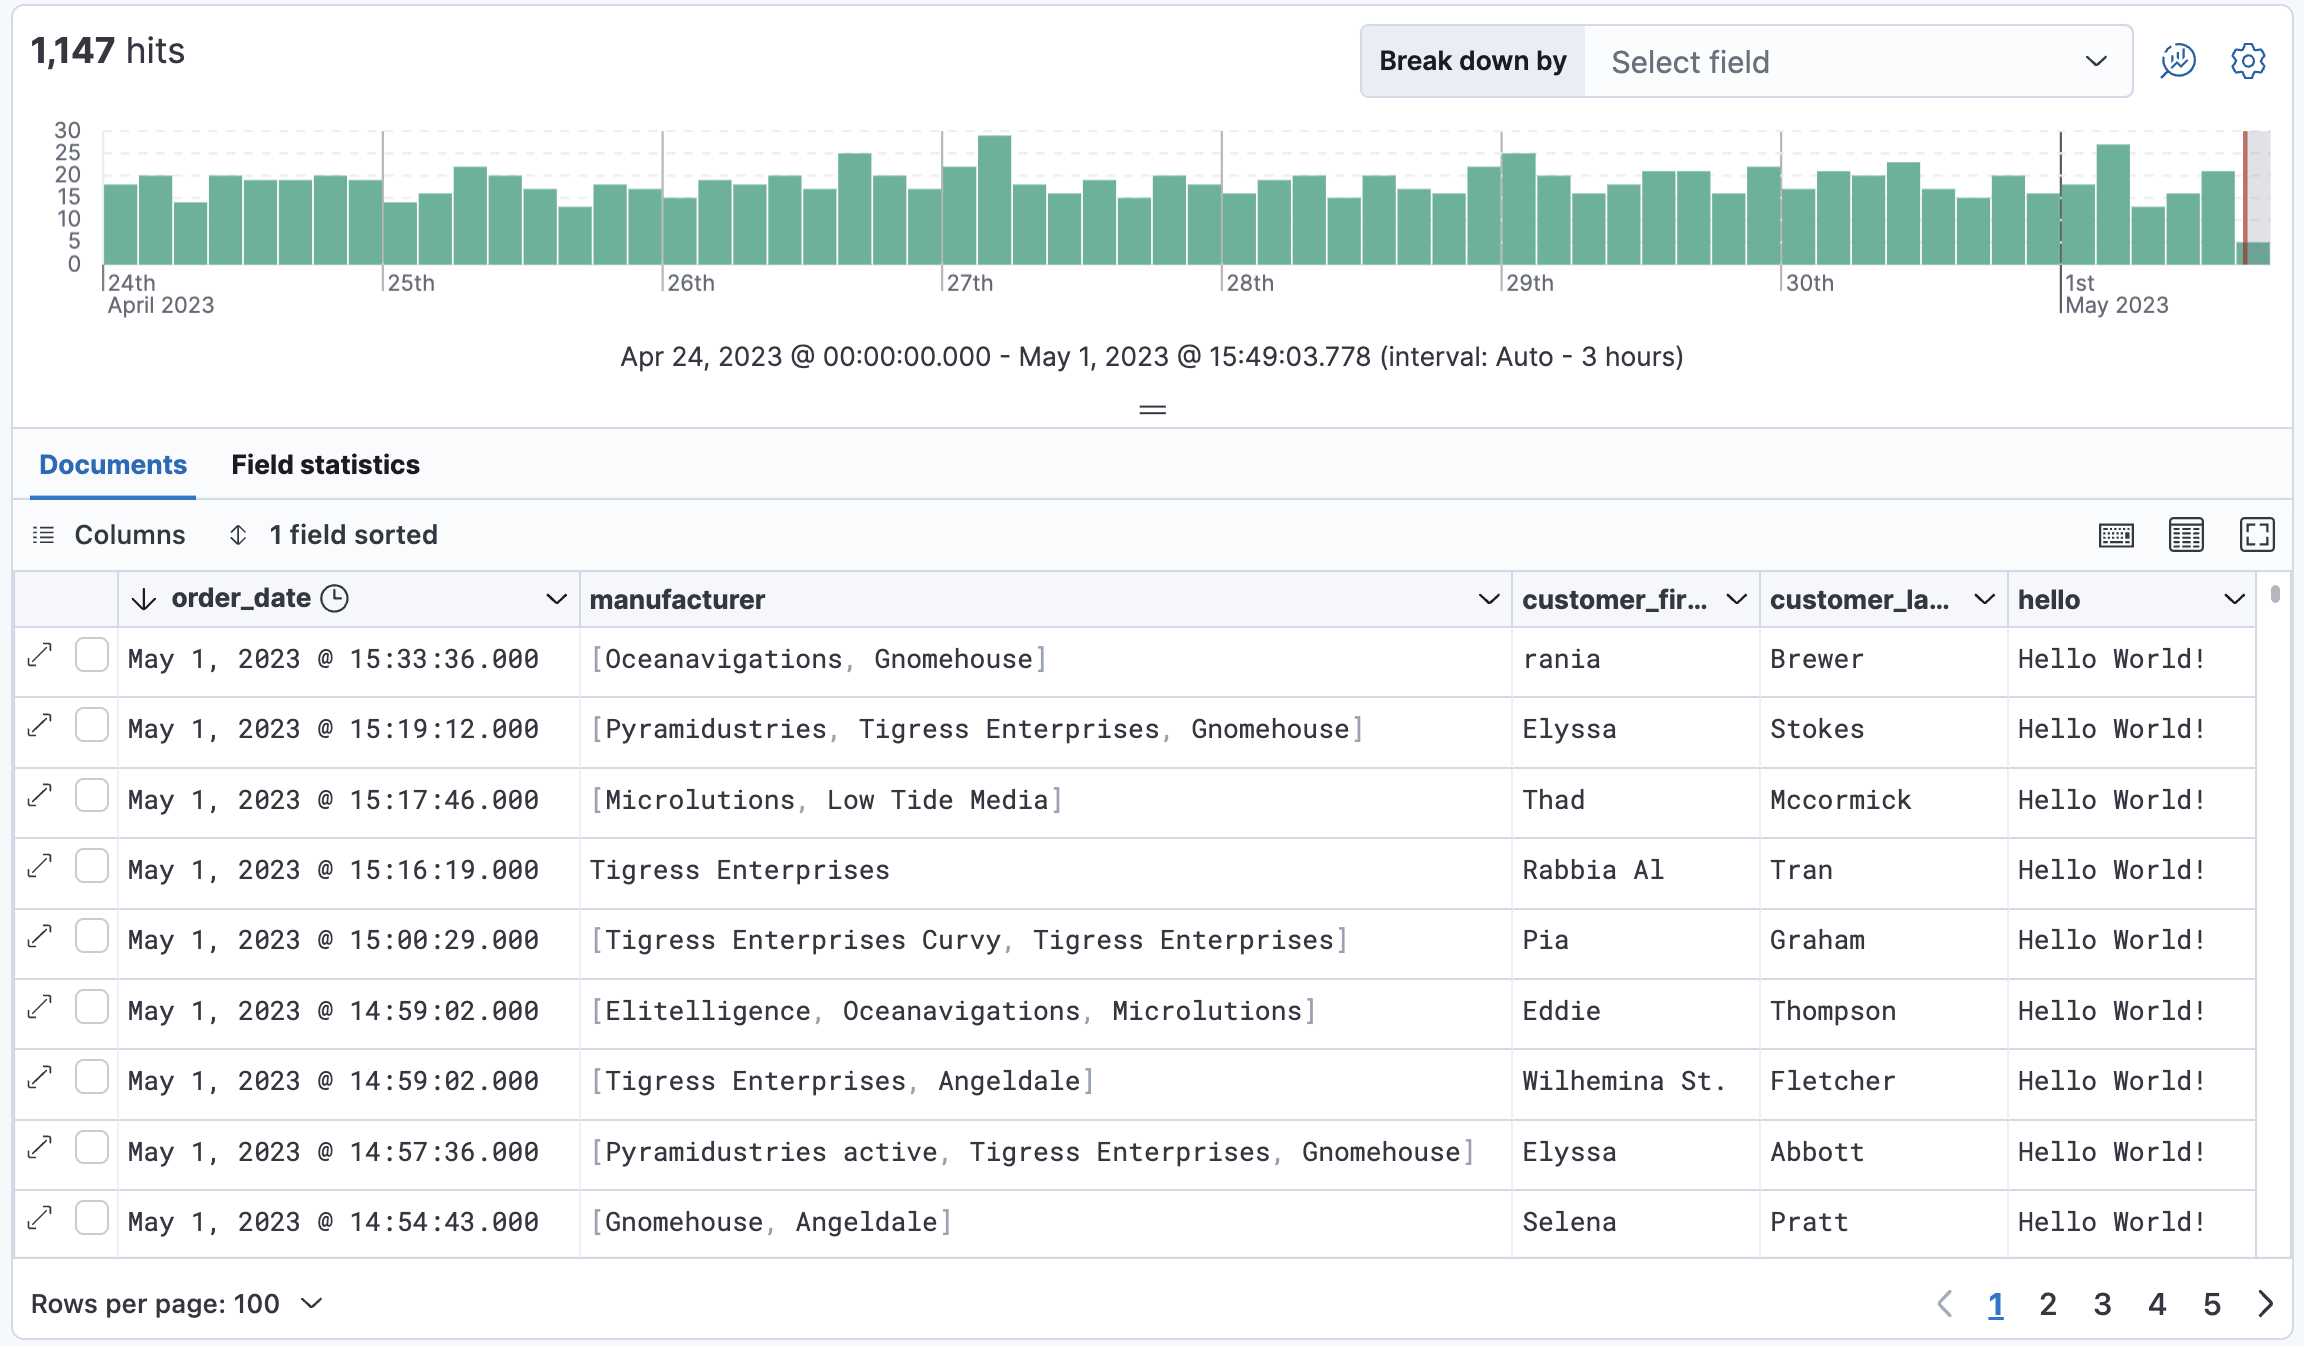 1,147 hits
Break down by Select field
30
25
20
15
10
5
0
24th 25th 26th 27th 28th 29th 30th 1st
April 2023 May 2023
Apr 24, 2023 @ 00:00:00.000 - May 1, 2023 @ 15:49:03.778 (interval: Auto - 3 hours)
Documents Field statistics
Columns 1 field sorted
order_date manufacturer customer_fir... customer_la... hello
May 1, 2023 @ 15:33:36.000 [Oceanavigations, Gnomehouse] rania Brewer Hello World!
May 1, 2023 @ 15:19:12.000 [Pyramidustries, Tigress Enterprises, Gnomehouse] Elyssa Stokes Hello World!
May 1, 2023 @ 15:17:46.000 [Microlutions, Low Tide Media] Thad Mccormick Hello World!
May 1, 2023 @ 15:16:19.000 Tigress Enterprises Rabbia Al Tran Hello World!
May 1, 2023 @ 15:00:29.000 [Tigress Enterprises Curvy, Tigress Enterprises] Pia Graham Hello World!
May 1, 2023 @ 14:59:02.000 [Elitelligence, Oceanavigations, Microlutions] Eddie Thompson Hello World!
May 1, 2023 @ 14:59:02.000 [Tigress Enterprises, Angeldale] Wilhemina St. Fletcher Hello World!
May 1, 2023 @ 14:57:36.000 [Pyramidustries active, Tigress Enterprises, Gnomehouse] Elyssa Abbott Hello World!
May 1, 2023 @ 14:54:43.000 [Gnomehouse, Angeldale] Selena Pratt Hello World!
Rows per page: 100 1 2 3 4 5